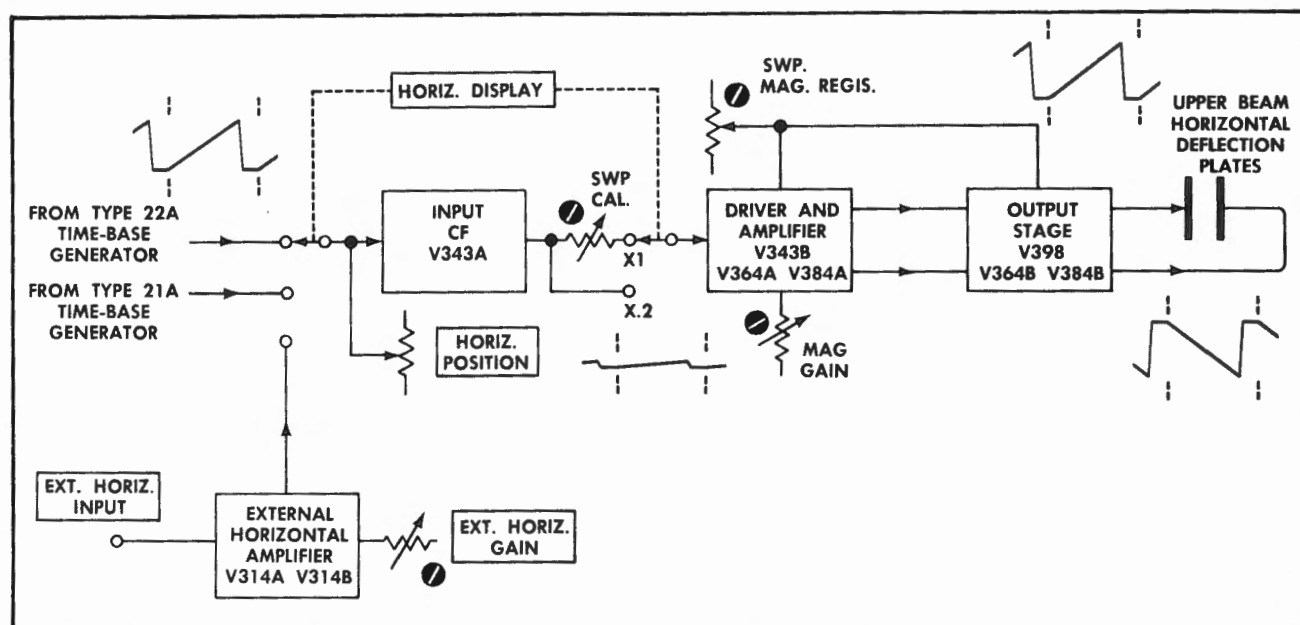 SWP.
MAG. REGIS.
HORIZ. DISPLAY
UPPER BEAM
HORIZONTAL
DEFLECTION
PLATES
FROM TYPE 22A
TIME-BASE
GENERATOR
INPUT
CF
V343A
SWP
CAL.
X1
X.2
DRIVER AND
AMPLIFIER
V343B
V364A V384A
OUTPUT
STAGE
V398
V364B V384B
FROM TYPE 21A
TIME-BASE
GENERATOR
HORIZ.
POSITION
MAG
GAIN
EXT. HORIZ.
INPUT
EXTERNAL
HORIZONTAL
AMPLIFIER
V314A V314B
EXT. HORIZ.
GAIN